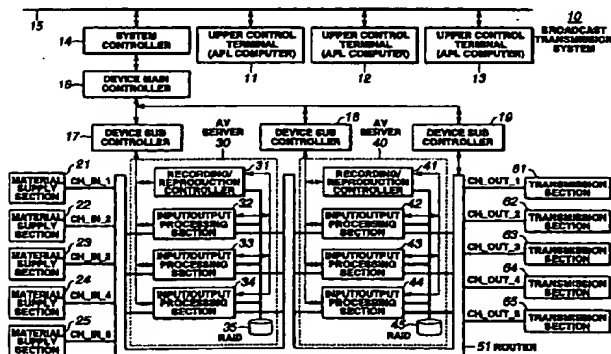 10
BROADCAST TRANSMISSION SYSTEM
15
14
SYSTEM CONTROLLER
UPPER CONTROL TERMINAL (APL COMPUTER)
11
UPPER CONTROL TERMINAL (APL COMPUTER)
12
UPPER CONTROL TERMINAL (APL COMPUTER)
13
16
DEVICE MAIN CONTROLLER
17
DEVICE SUB CONTROLLER
AV SERVER
30
18
DEVICE SUB CONTROLLER
AV SERVER
40
19
DEVICE SUB CONTROLLER
21
MATERIAL SUPPLY SECTION
CH_IN_1
22
MATERIAL SUPPLY SECTION
CH_IN_2
23
MATERIAL SUPPLY SECTION
CH_IN_3
24
MATERIAL SUPPLY SECTION
CH_IN_4
25
MATERIAL SUPPLY SECTION
CH_IN_5
31
RECORDING/REPRODUCTION CONTROLLER
32
INPUT/OUTPUT PROCESSING SECTION
33
INPUT/OUTPUT PROCESSING SECTION
34
INPUT/OUTPUT PROCESSING SECTION
35
RAID
41
RECORDING/REPRODUCTION CONTROLLER
42
INPUT/OUTPUT PROCESSING SECTION
43
INPUT/OUTPUT PROCESSING SECTION
44
INPUT/OUTPUT PROCESSING SECTION
45
RAID
CH_OUT_1
61
TRANSMISSION SECTION
CH_OUT_2
62
TRANSMISSION SECTION
CH_OUT_3
63
TRANSMISSION SECTION
CH_OUT_4
64
TRANSMISSION SECTION
CH_OUT_5
65
TRANSMISSION SECTION
51 ROUTER